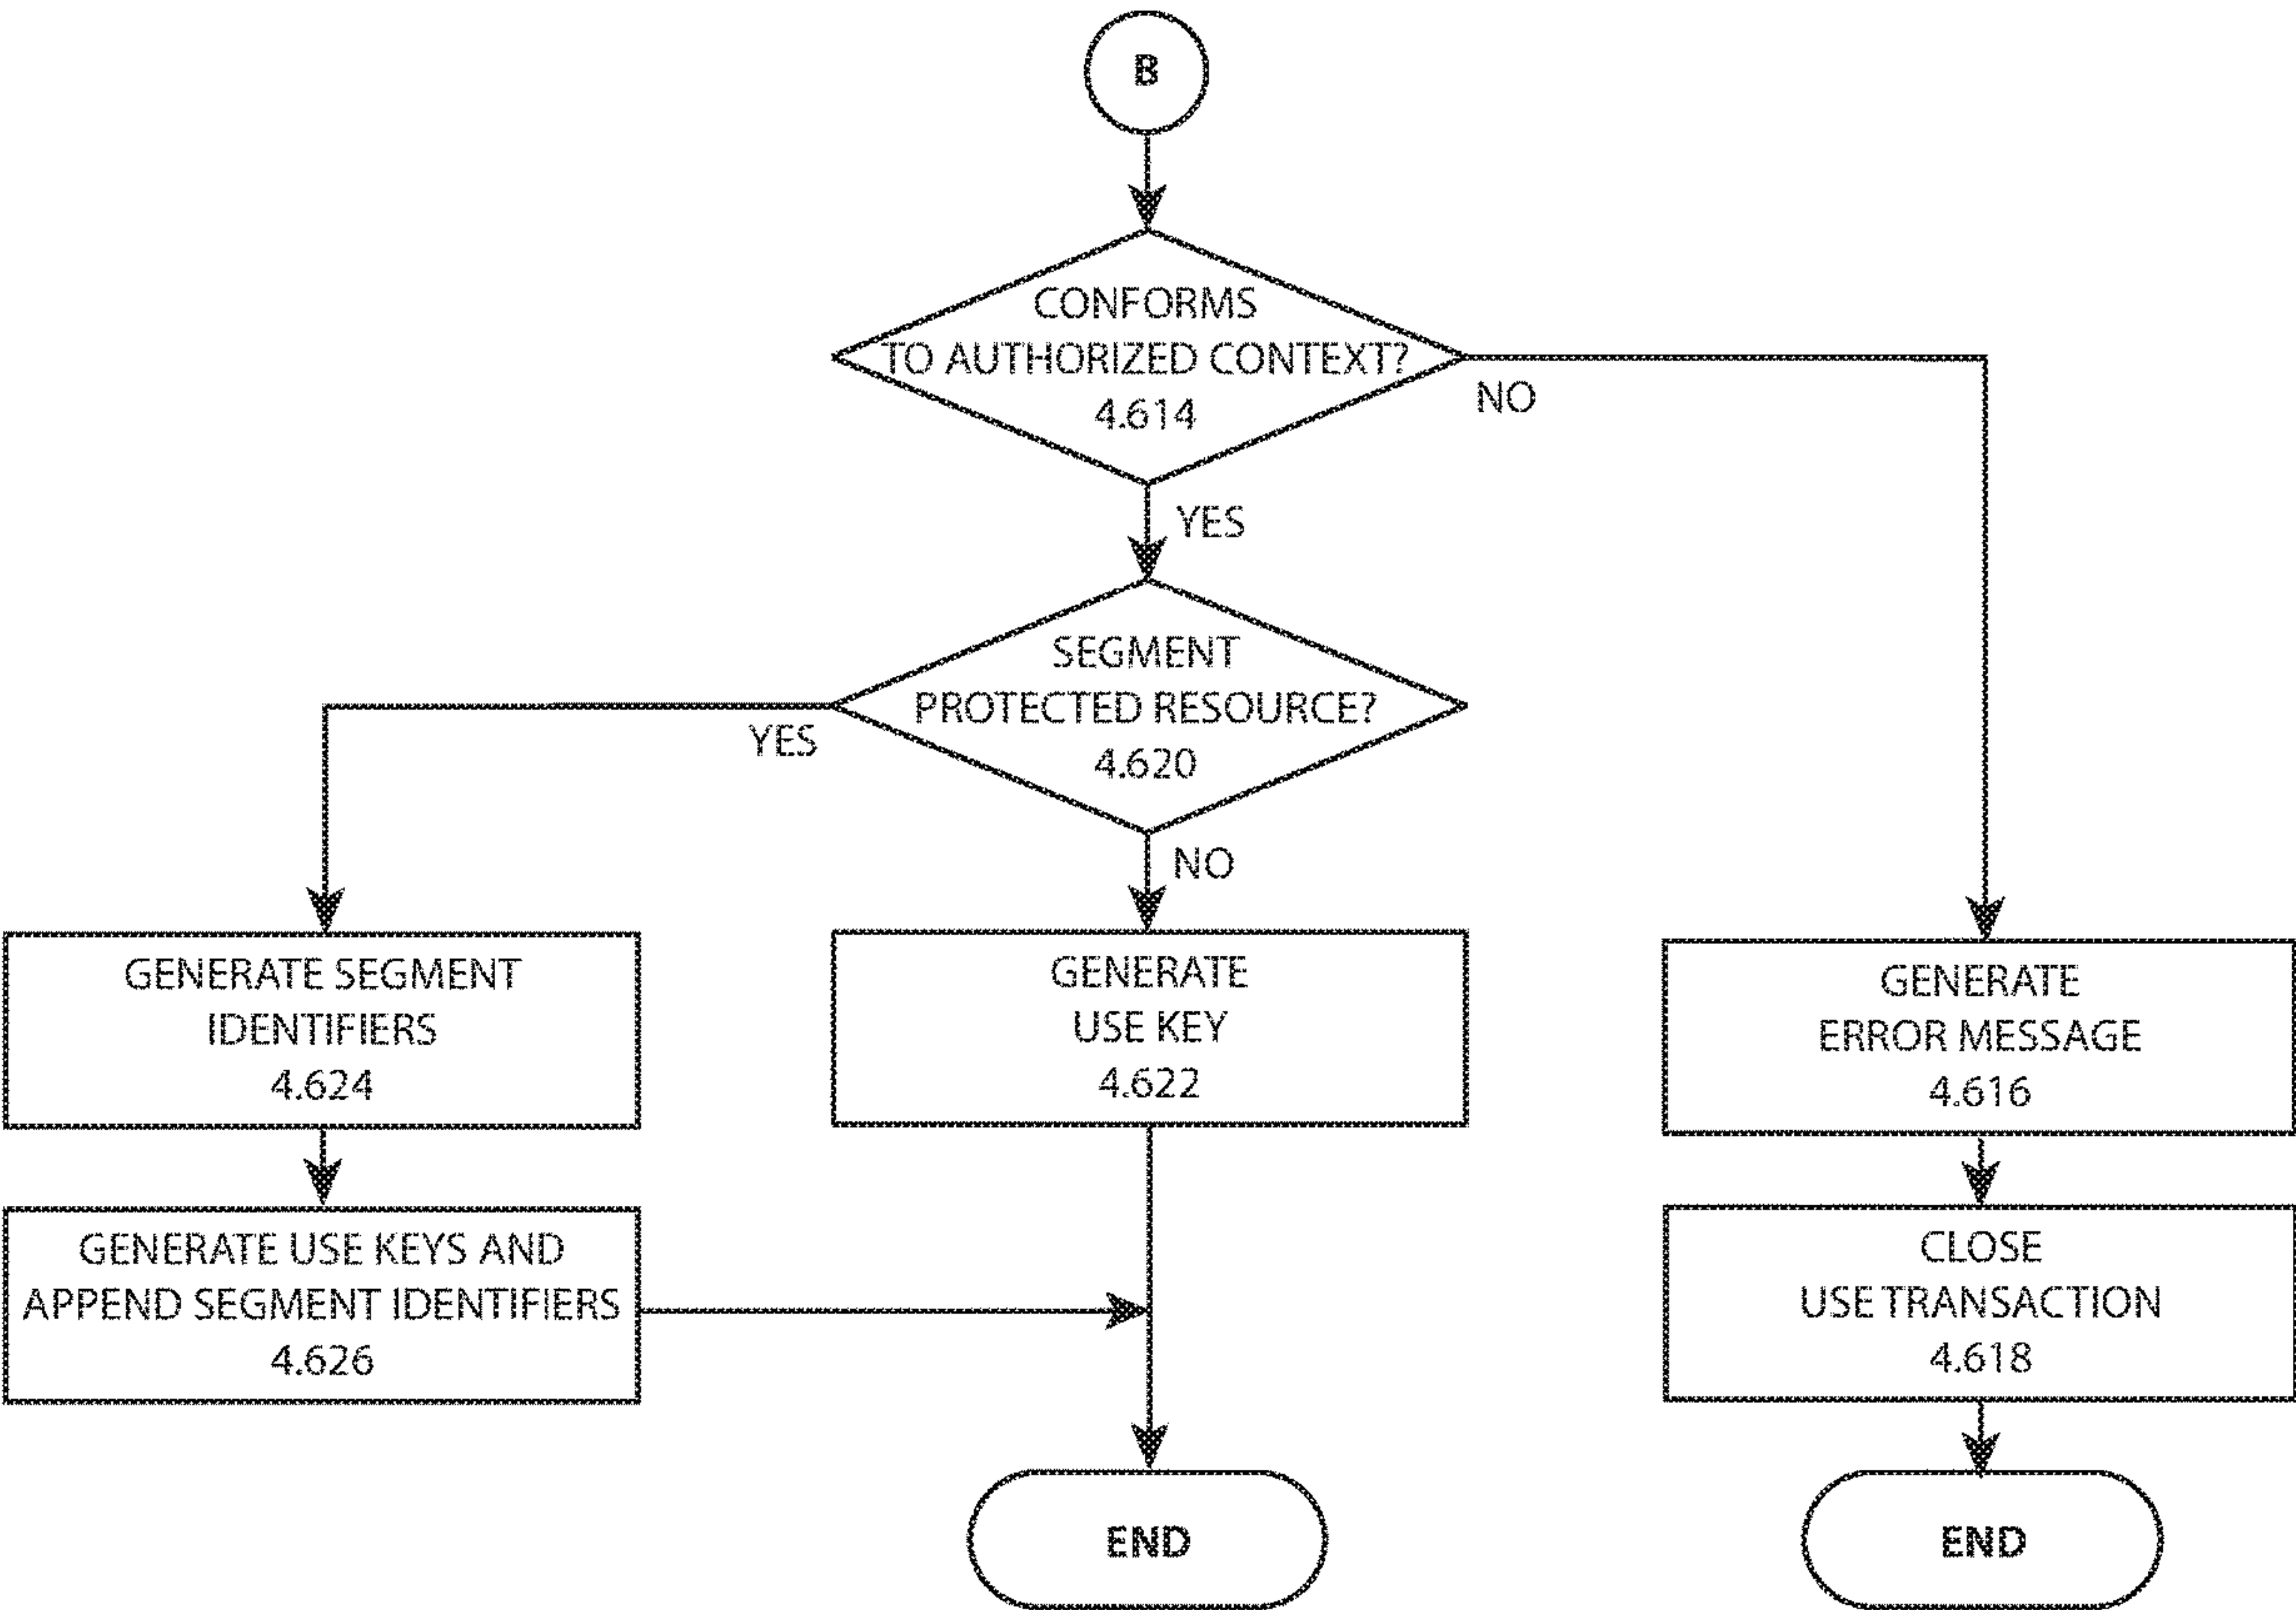 B
CONFORMS
TO AUTHORIZED CONTEXT?
4.614
NO
YES
SEGMENT
PROTECTED RESOURCE?
4.620
YES
NO
GENERATE SEGMENT
IDENTIFIERS
4.624
GENERATE
USE KEY
4.622
GENERATE
ERROR MESSAGE
4.616
GENERATE USE KEYS AND
APPEND SEGMENT IDENTIFIERS
4.626
CLOSE
USE TRANSACTION
4.618
END
END